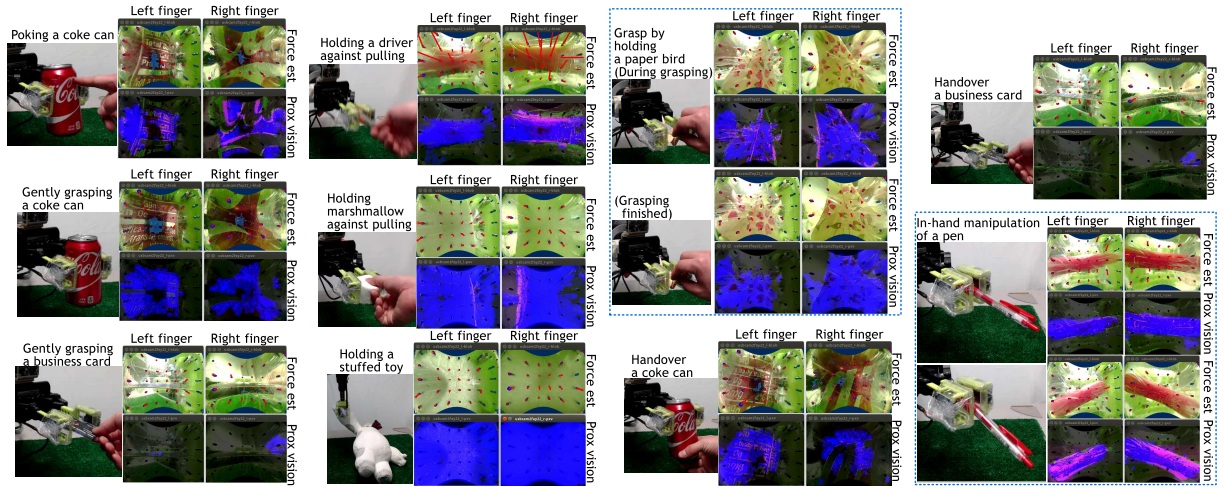 Poking a coke can
Left finger
Right finger
Force est
Prox vision
Gently grasping
a coke can
Left finger
Right finger
Force est
Prox vision
Gently grasping
a business card
Left finger
Right finger
Force est
Prox vision
Holding a driver
against pulling
Left finger
Right finger
Force est
Prox vision
Holding
marshmallow
against pulling
Left finger
Right finger
Force est
Prox vision
Holding a
stuffed toy
Left finger
Right finger
Force est
Prox vision
Grasp by
holding
a paper bird
(During grasping)
Left finger
Right finger
Force est
Prox vision
(Grasping
finished)
Force est
Prox vision
Handover
a coke can
Left finger
Right finger
Force est
Prox vision
Handover
a business card
Left finger
Right finger
Force est
Prox vision
In-hand manipulation
of a pen
Left finger
Right finger
Force est
Prox vision
Force est
Prox vision